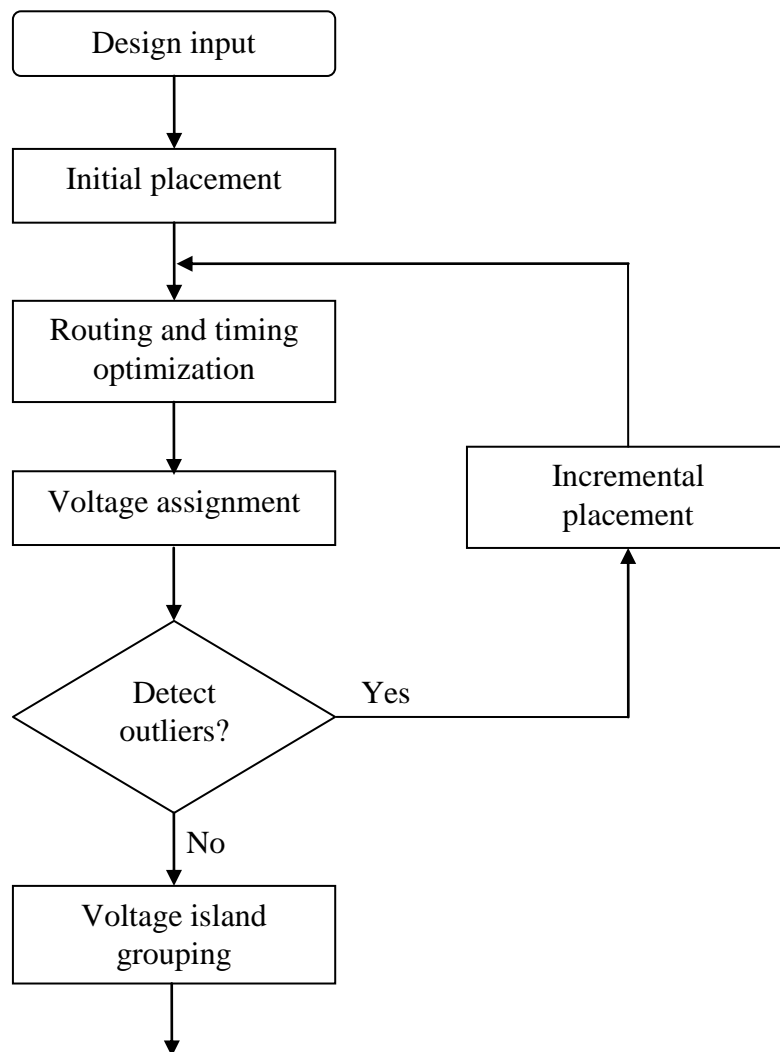 Design input
Initial placement
Routing and timing
optimization
Voltage assignment
Incremental
placement
Detect
outliers?
Yes
No
Voltage island
grouping